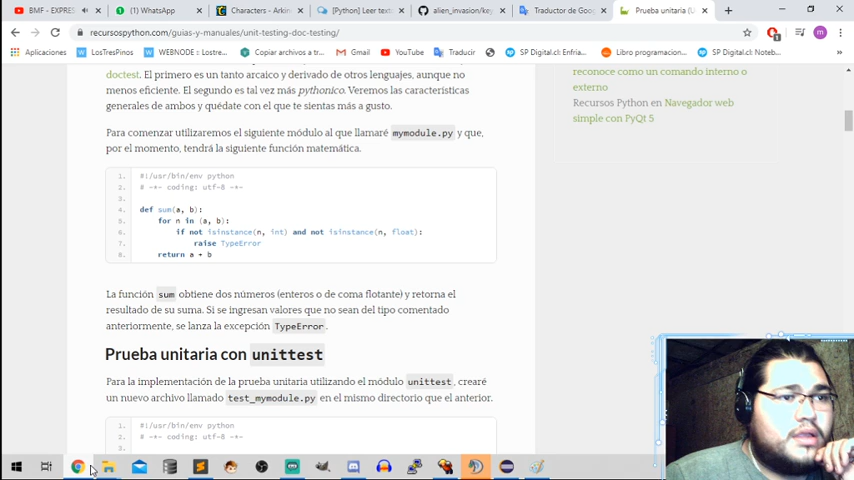 BMF - EXPRES
(1) WhatsApp
Characters - Arkin
[Python] Leer texto
alien_invasion/key
Traductor de Goo
Prueba unitaria (u
recursospython.com/guias-y-manuales/unit-testing-doc-testing/
Aplicaciones
LosTresPinos
WEBNODE :: LOGIN
Copiar archivos a tr...
Gmail
YouTube
Traducir
SP Digital.cl: Enfria...
Libro programacion...
SP Digital.cl: Noteb...
doctest. El primero es un tanto arcaico y derivado de otros lenguajes, aunque no
menos eficiente. El segundo es tal vez más pythonico. Veremos las características
generales de ambos y quédate con el que te sientas más a gusto.
Para comenzar utilizaremos el siguiente módulo al que llamaré mymodule.py y que,
por el momento, tendrá la siguiente función matemática.
1. #!/usr/bin/env python
2. # -*- coding: utf-8 -*-
3.
4. def sum(a, b):
5. for n in (a, b):
6. if not isinstance(n, int) and not isinstance(n, float):
7. raise TypeError
8. return a + b
La función sum obtiene dos números (enteros o de coma flotante) y retorna el
resultado de su suma. Si se ingresan valores que no sean del tipo comentado
anteriormente, se lanza la excepción TypeError.
Prueba unitaria con unittest
Para la implementación de la prueba unitaria utilizando el módulo unittest, crearé
un nuevo archivo llamado test_mymodule.py en el mismo directorio que el anterior.
1. #!/usr/bin/env python
2. # -*- coding: utf-8 -*-
reconoce como un comando interno o
externo
Recursos Python en Navegador web
simple con PyQt 5